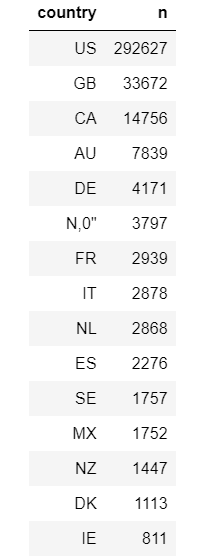 country n
US 292627
GB 33672
CA 14756
AU 7839
DE 4171
N,0" 3797
FR 2939
IT 2878
NL 2868
ES 2276
SE 1757
MX 1752
NZ 1447
DK 1113
IE 811